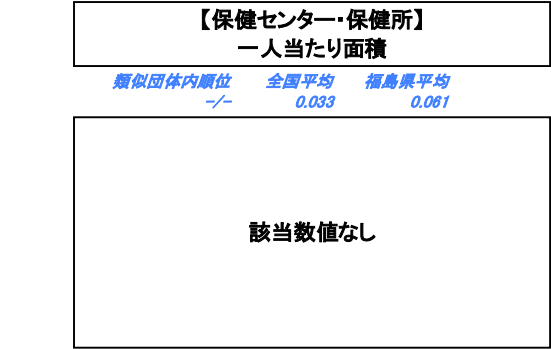 【保健センター・保健所】
一人当たり面積
類似団体内順位 全国平均 福島県平均
-/- 0.033 0.061
該当数値なし